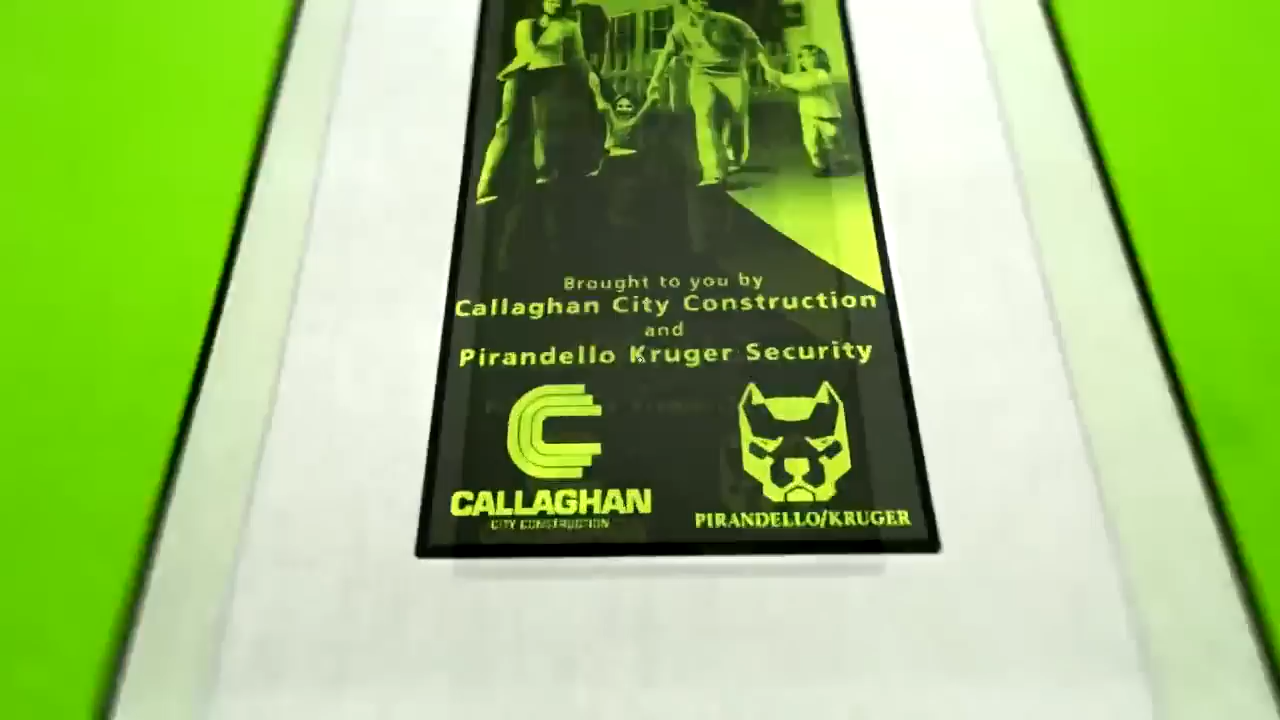 Brought to you by
Callaghan City Construction
and
Pirandello Kruger Security
CALLAGHAN
CITY CONSTRUCTION
PIRANDELLO/KRUGER